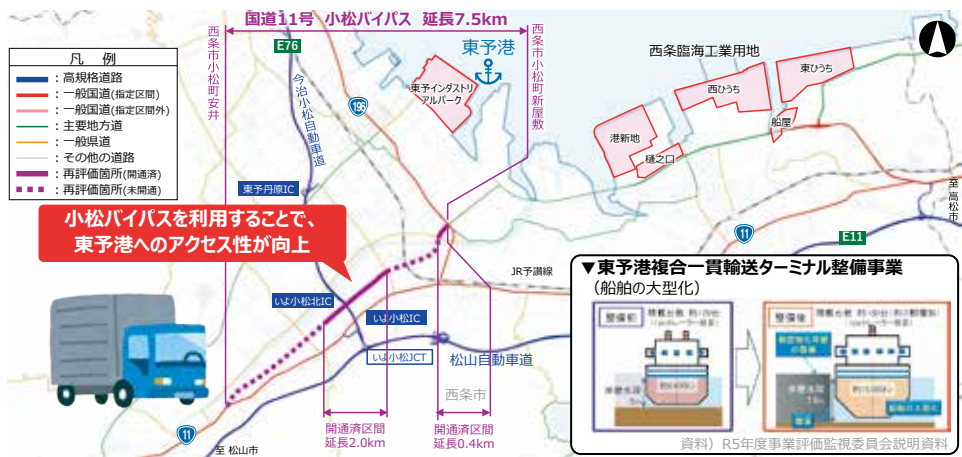 国道11号 小松バイパス 延長7.5km
西条市小松町安井
西条市小松町新屋敷
凡 例
：高規格道路
：一般国道(指定区間)
：一般国道(指定区間外)
：主要地方道
：一般県道
：その他の道路
：再評価箇所(開通済)
：再評価箇所(未開通)
E76
今治小松自動車道
196
東予港
東予インダストリ
アルパーク
西条臨海工業用地
東ひうち
西ひうち
船屋
港新地
樋之口
至 高松市
東予丹原IC
小松バイパスを利用することで、
東予港へのアクセス性が向上
11
E11
JR予讃線
いよ小松北IC
いよ小松IC
いよ小松JCT
松山自動車道
西条市
開通済区間
延長2.0km
開通済区間
延長0.4km
11
至 松山市
▼東予港複合一貫輸送ターミナル整備事業
（船舶の大型化）
整備前
整備後
船舶の大型化
資料）R5年度事業評価監視委員会説明資料